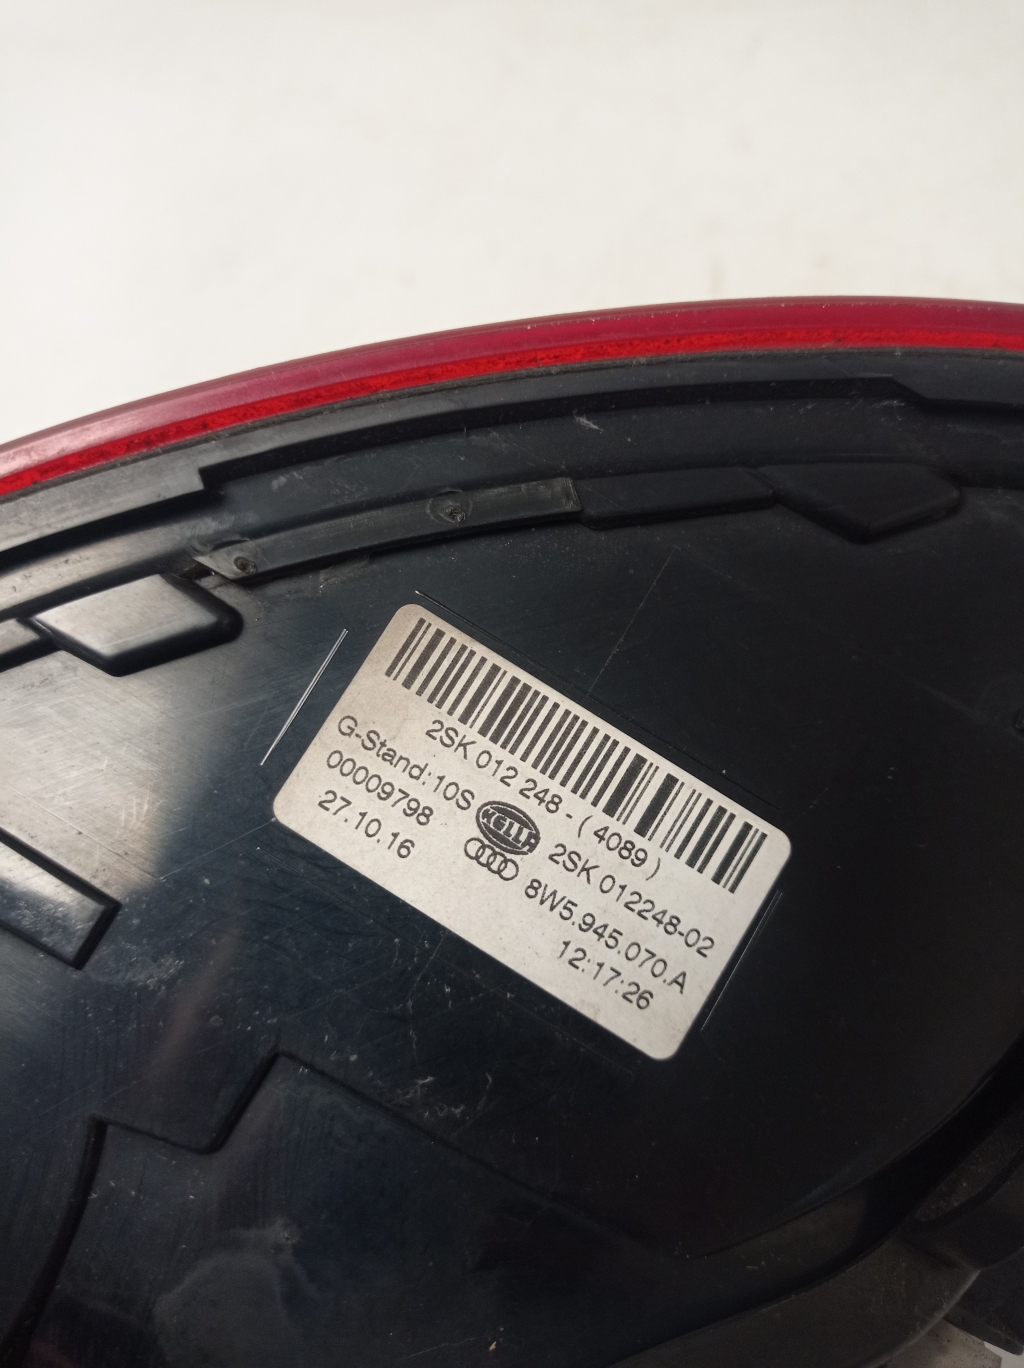 2SK 012 248 - ( 4089 )
G-Stand: 10S
HELLA
2SK 012248-02
00009798
8W5.945.070.A
27.10.16
12:17:26